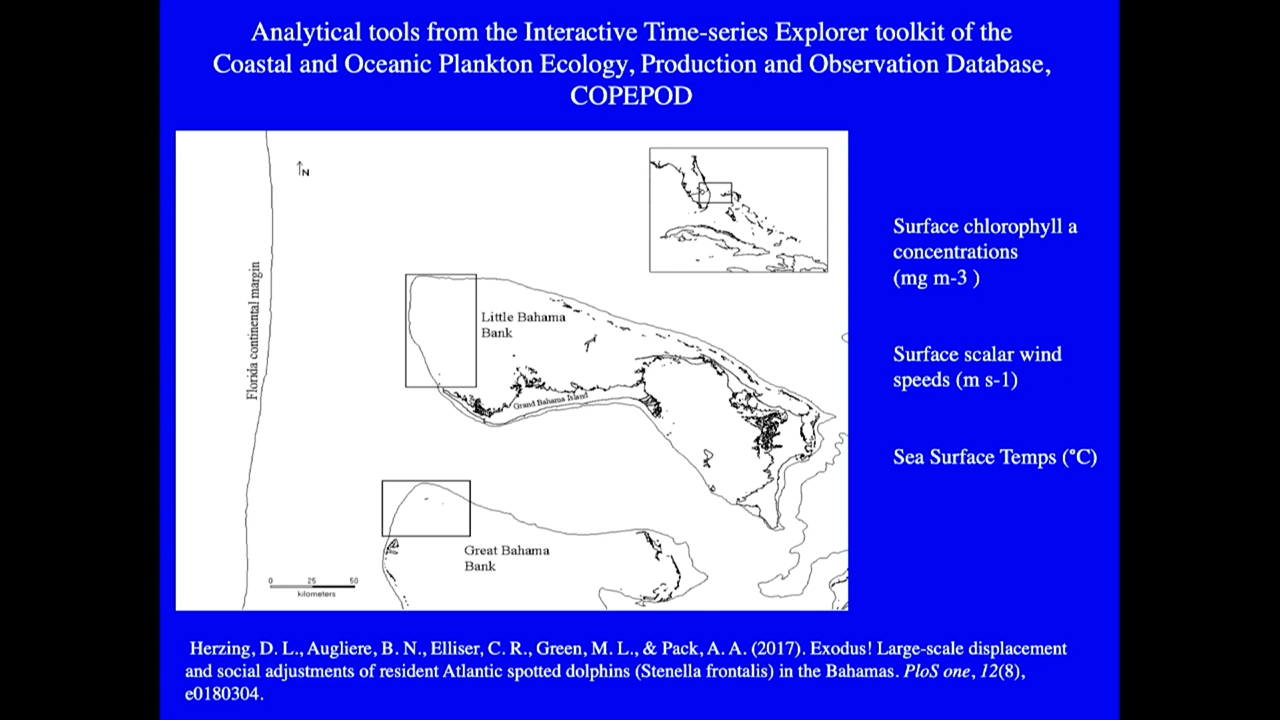 Analytical tools from the Interactive Time-series Explorer toolkit of the
Coastal and Oceanic Plankton Ecology, Production and Observation Database,
COPEPOD
N
Florida continental margin
Little Bahama
Bank
Grand Bahama Island
Great Bahama
Bank
0 25 50
kilometers
Surface chlorophyll a
concentrations
(mg m-3 )
Surface scalar wind
speeds (m s-1)
Sea Surface Temps (°C)
Herzing, D. L., Augliere, B. N., Elliser, C. R., Green, M. L., & Pack, A. A. (2017). Exodus! Large-scale displacement
and social adjustments of resident Atlantic spotted dolphins (Stenella frontalis) in the Bahamas. PloS one, 12(8),
e0180304.